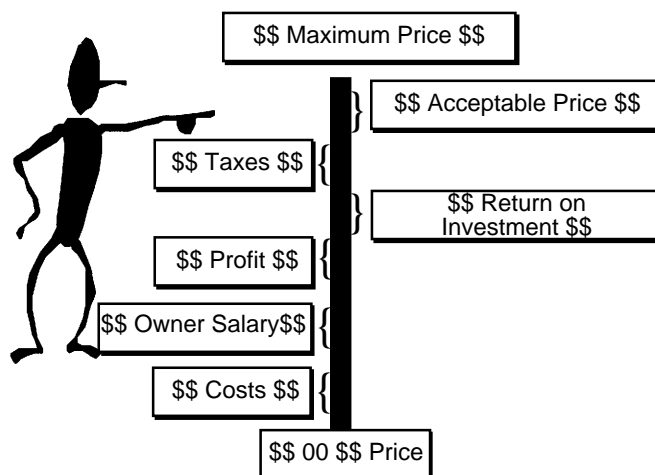 $$ Maximum Price $$
$$ Acceptable Price $$
$$ Taxes $$
$$ Return on
Investment $$
$$ Profit $$
$$ Owner Salary$$
$$ Costs $$
$$ 00 $$ Price